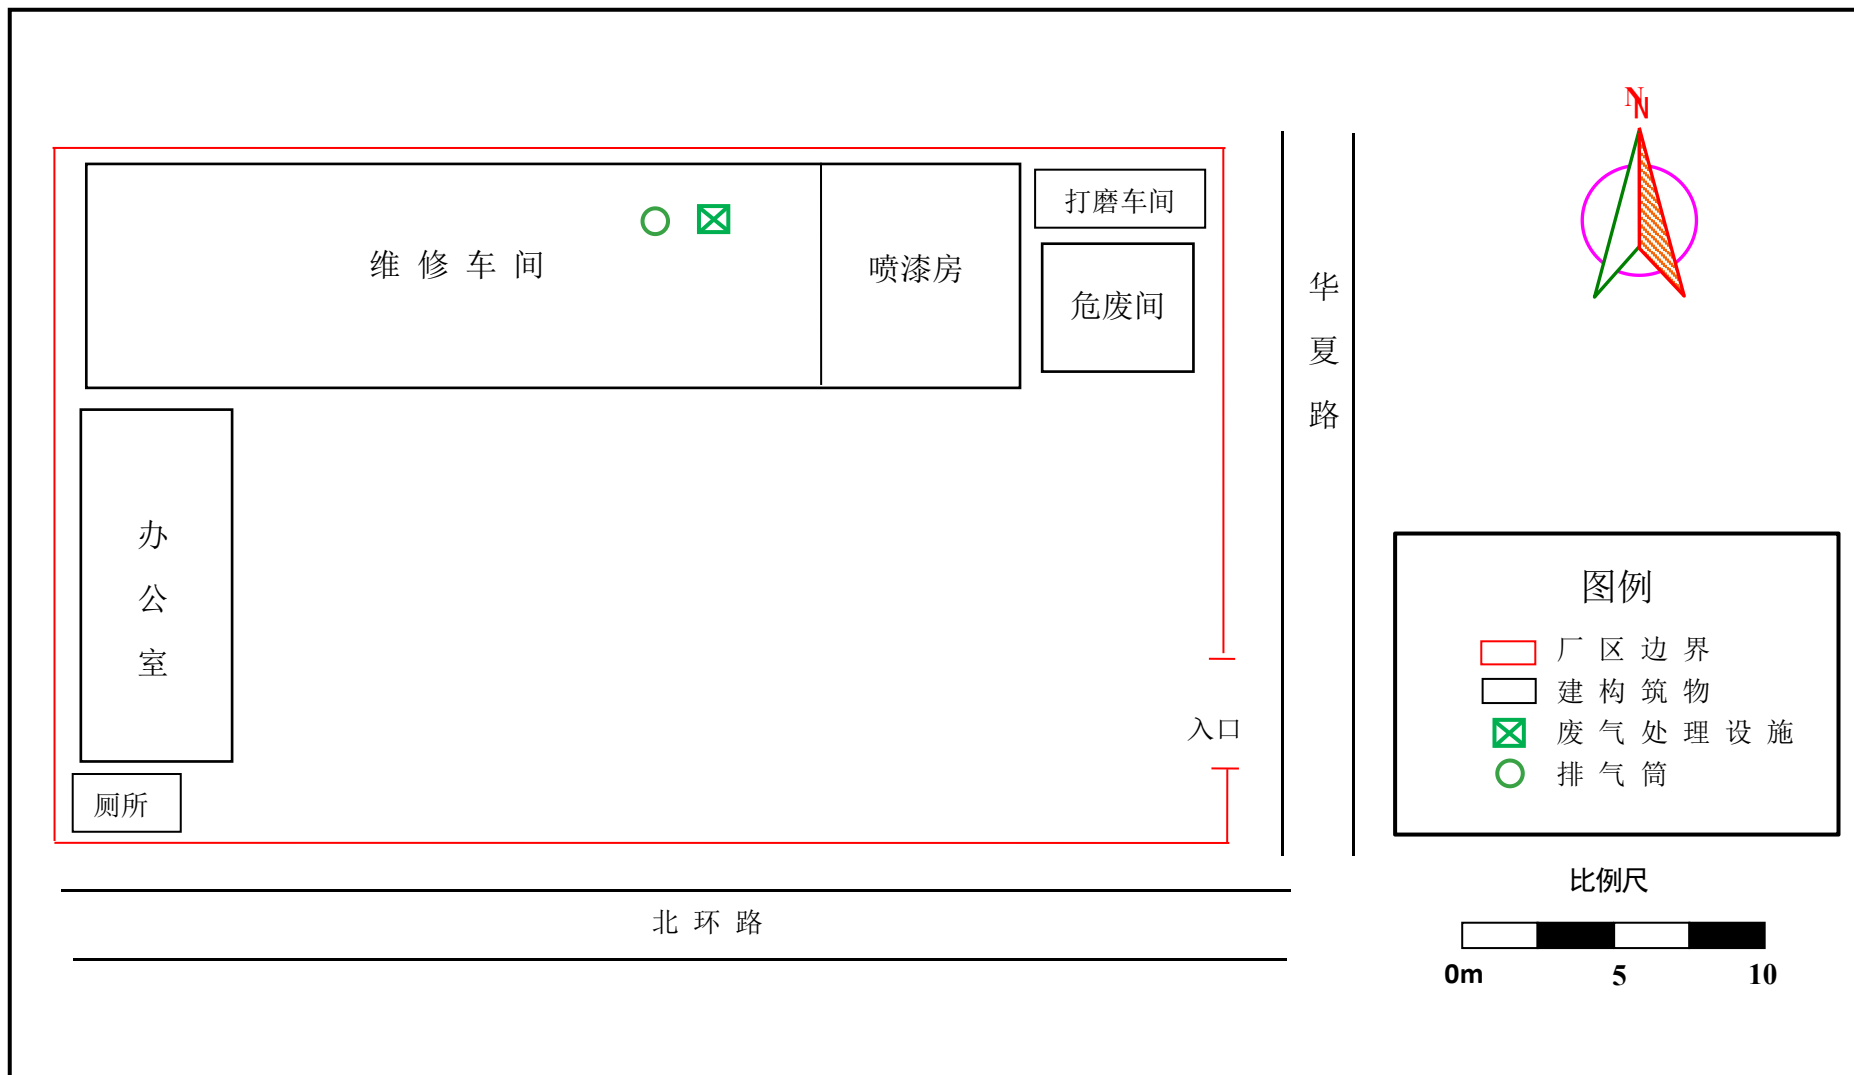 N
N
打磨车间
维修车间
喷漆房
危废间
华夏路
办公室
入口
厕所
北环路
图例
厂区边界
建构筑物
废气处理设施
排气筒
比例尺
0m 5 10